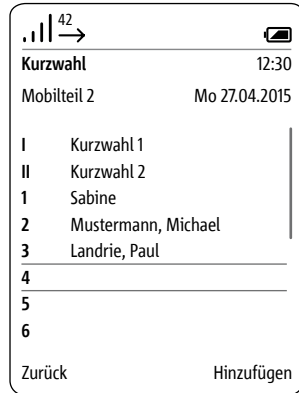 42
Kurzwahl 12:30
Mobilteil 2 Mo 27.04.2015
I Kurzwahl 1
II Kurzwahl 2
1 Sabine
2 Mustermann, Michael
3 Landrie, Paul
4
5
6
Zurück Hinzufügen